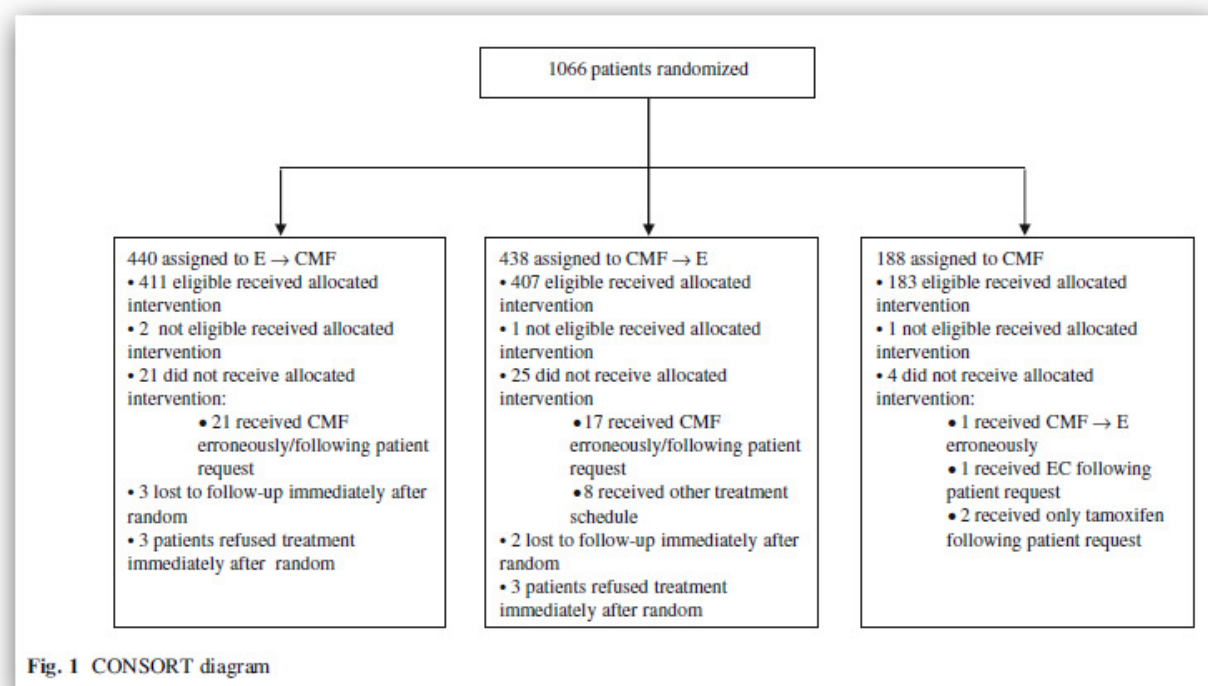 1066 patients randomized
440 assigned to E → CMF
• 411 eligible received allocated
intervention
• 2 not eligible received allocated
intervention
• 21 did not receive allocated
intervention:
• 21 received CMF
erroneously/following patient
request
• 3 lost to follow-up immediately after
random
• 3 patients refused treatment
immediately after random
438 assigned to CMF → E
• 407 eligible received allocated
intervention
• 1 not eligible received allocated
intervention
• 25 did not receive allocated
intervention
• 17 received CMF
erroneously/following patient
request
• 8 received other treatment
schedule
• 2 lost to follow-up immediately after
random
• 3 patients refused treatment
immediately after random
188 assigned to CMF
• 183 eligible received allocated
intervention
• 1 not eligible received allocated
intervention
• 4 did not receive allocated
intervention:
• 1 received CMF → E
erroneously
• 1 received EC following
patient request
• 2 received only tamoxifen
following patient request
Fig. 1 CONSORT diagram